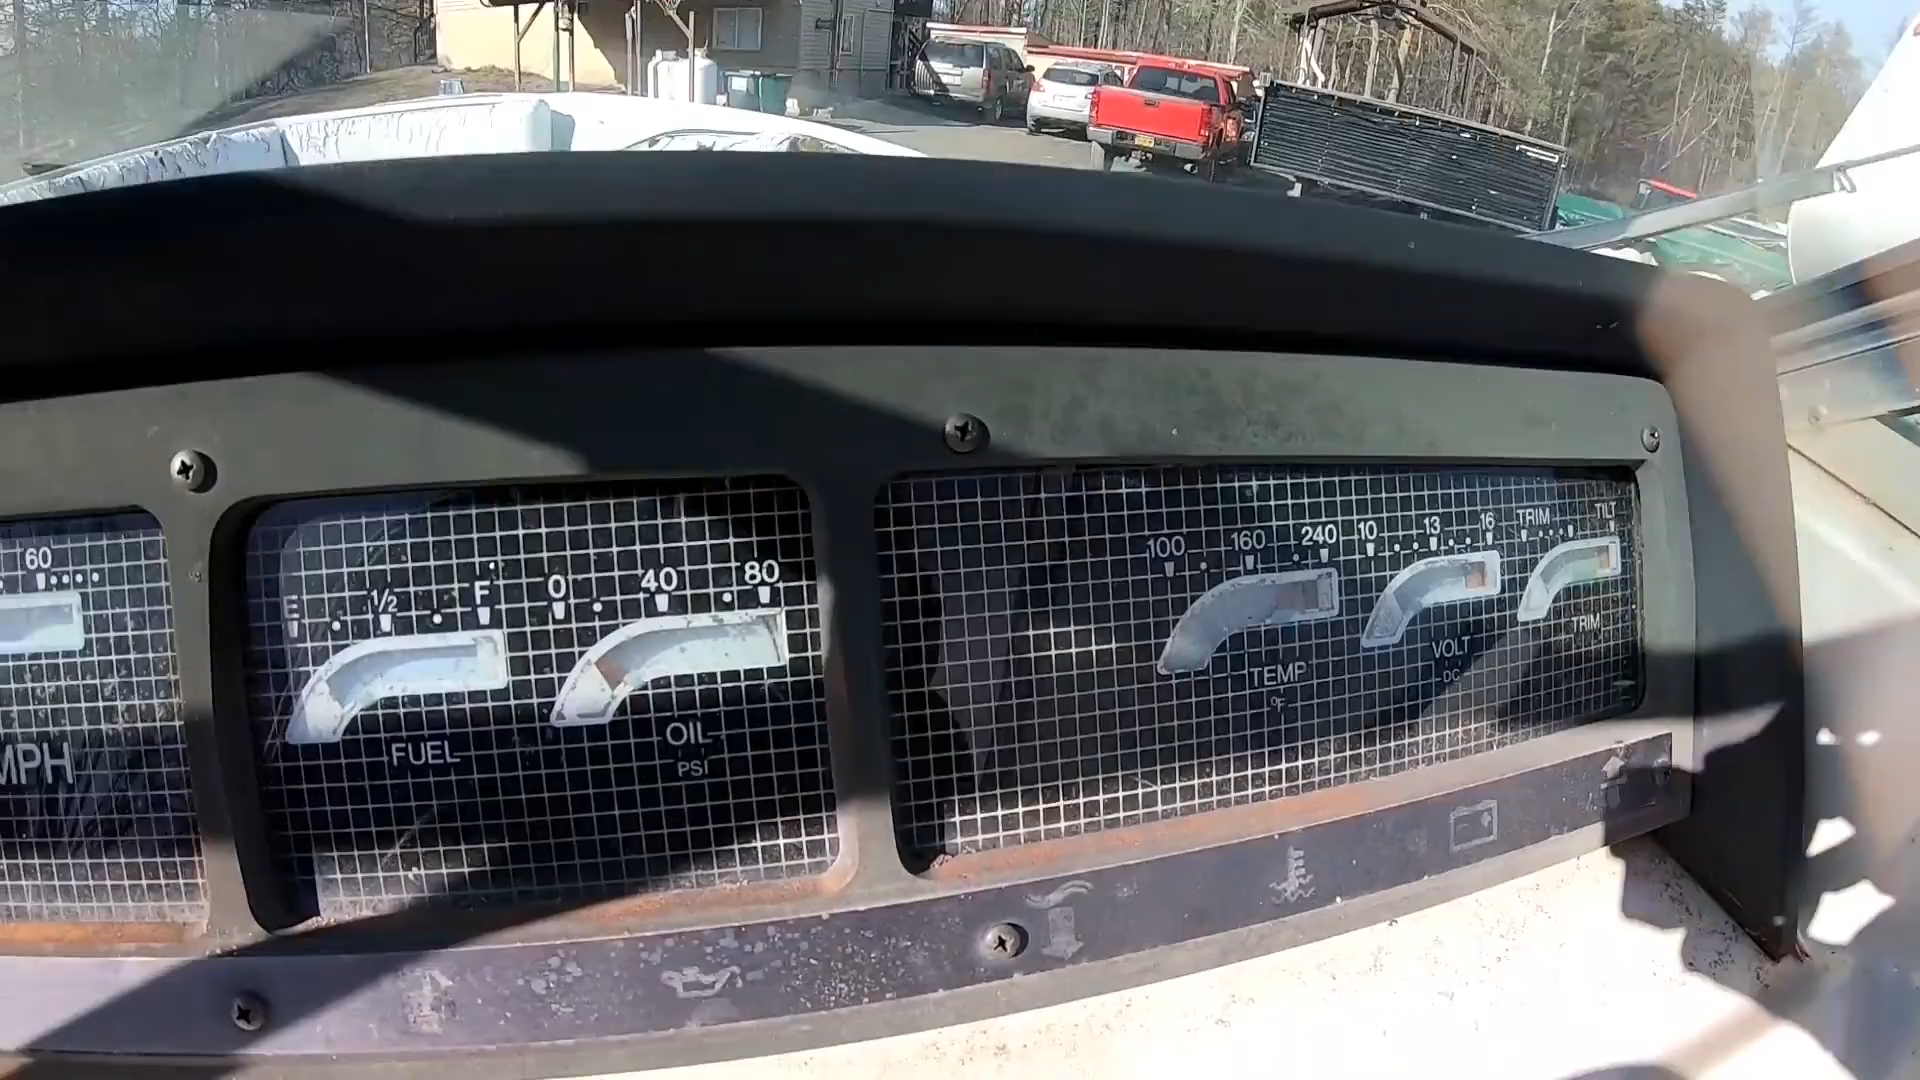 60
MPH
E ½ F
FUEL
0 40 80
OIL
PSI
100 160 240
TEMP
°F
10 13 16
VOLT
DC
TRIM TILT
TRIM